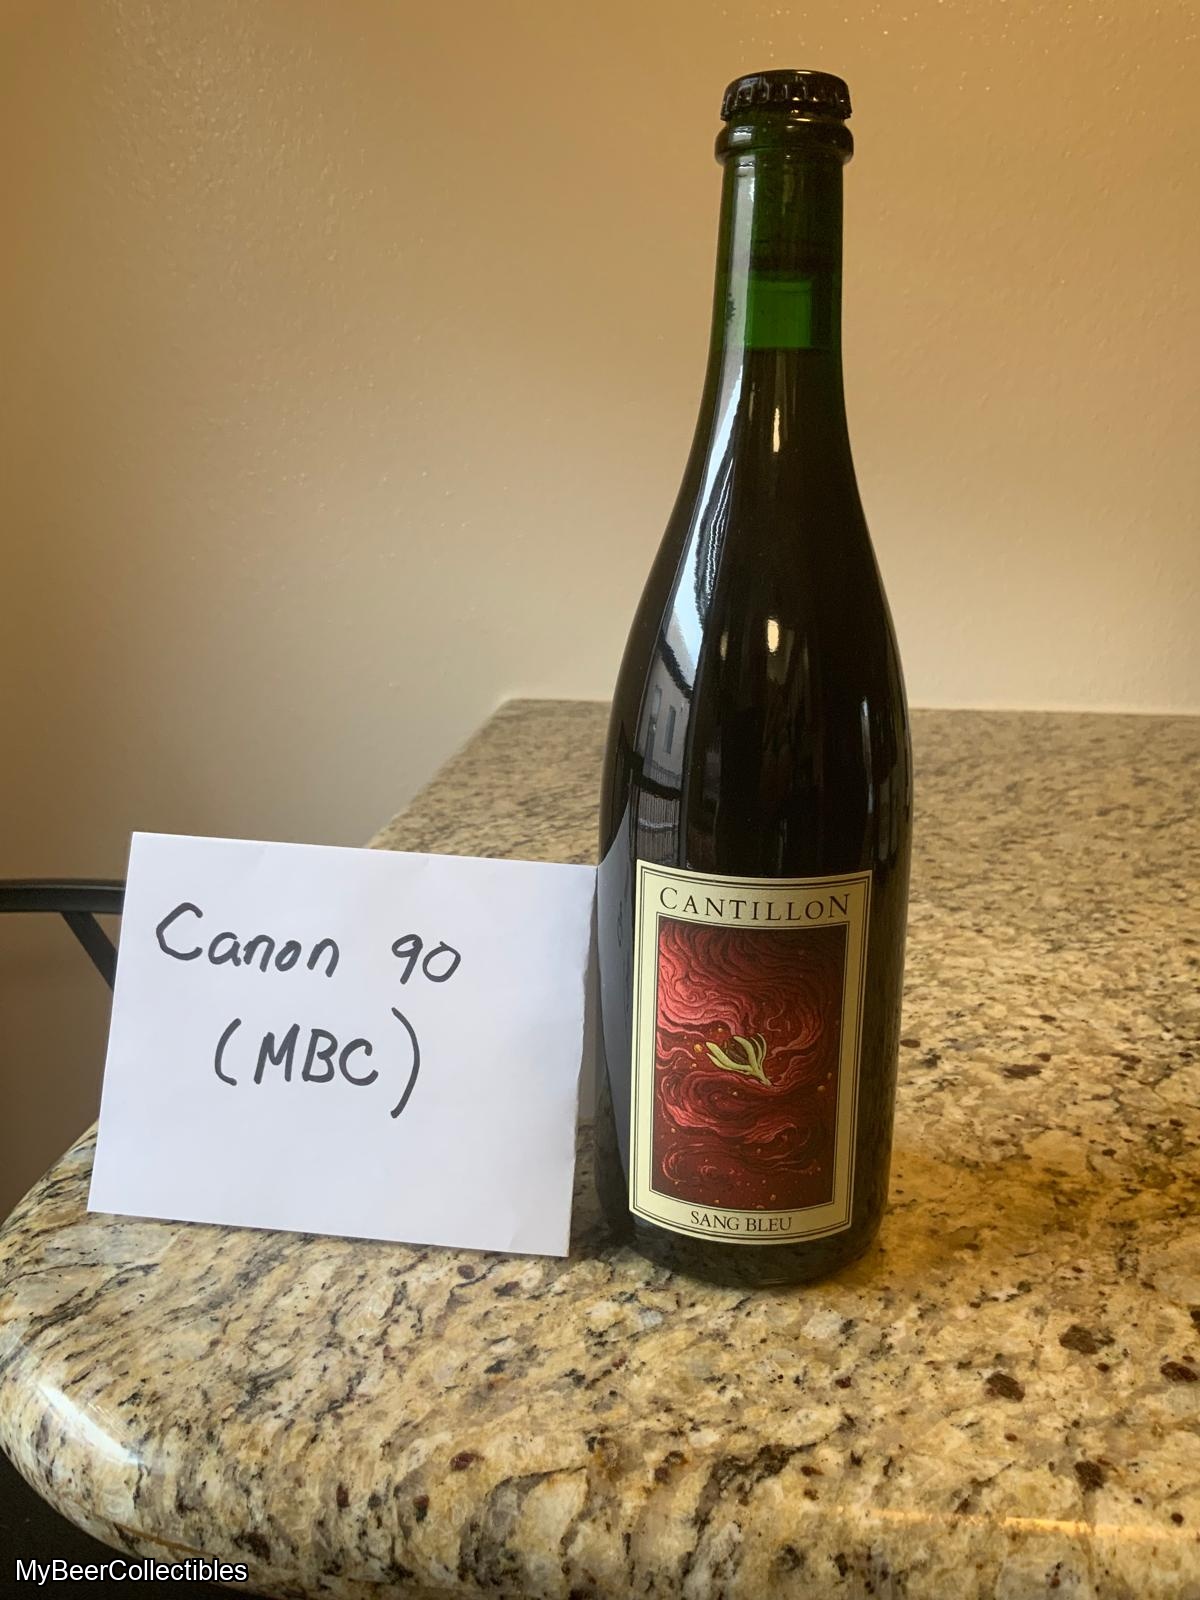 Canon 90
(MBC)
CANTILLON
SANG BLEU
MyBeerCollectibles